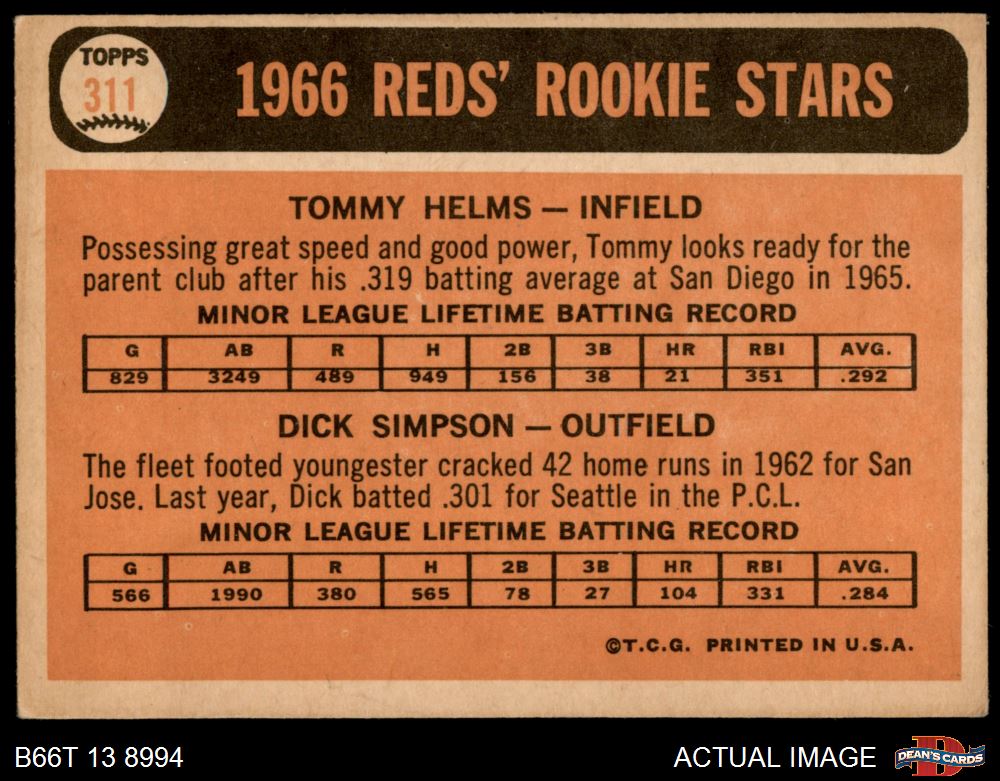 TOPPS
311
1966 REDS' ROOKIE STARS
TOMMY HELMS — INFIELD
Possessing great speed and good power, Tommy looks ready for the
parent club after his .319 batting average at San Diego in 1965.
MINOR LEAGUE LIFETIME BATTING RECORD
G AB R H 2B 3B HR RBI AVG.
829 3249 489 949 156 38 21 351 .292
DICK SIMPSON — OUTFIELD
The fleet footed youngester cracked 42 home runs in 1962 for San
Jose. Last year, Dick batted .301 for Seattle in the P.C.L.
MINOR LEAGUE LIFETIME BATTING RECORD
G AB R H 2B 3B HR RBI AVG.
566 1990 380 565 78 27 104 331 .284
©T.C.G. PRINTED IN U.S.A.
B66T 13 8994 ACTUAL IMAGE D DEAN'S CARDS